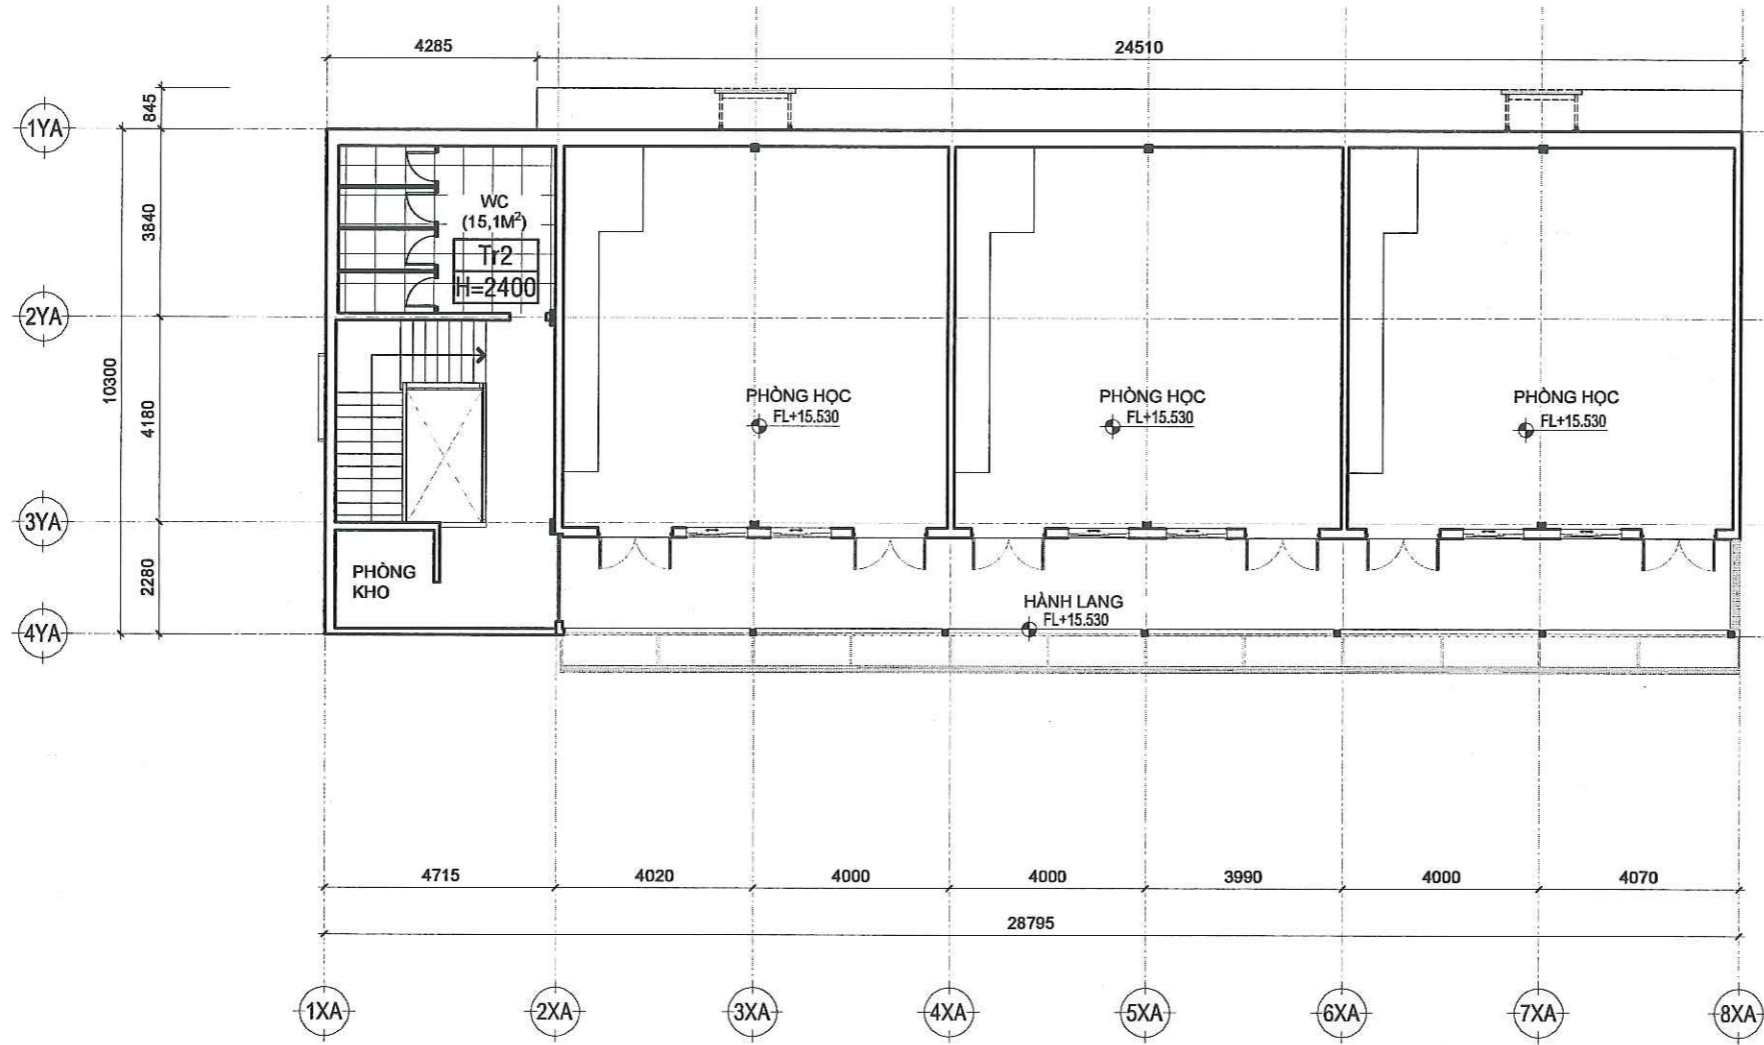 4285
24510
845
1YA
3840
WC
(15,1M²)
Tr2
H=2400
2YA
10300
4180
PHÒNG HỌC
FL+15.530
PHÒNG HỌC
FL+15.530
PHÒNG HỌC
FL+15.530
3YA
2280
PHÒNG
KHO
HÀNH LANG
FL+15.530
4YA
4715
4020
4000
4000
3990
4000
4070
28795
1XA
2XA
3XA
4XA
5XA
6XA
7XA
8XA